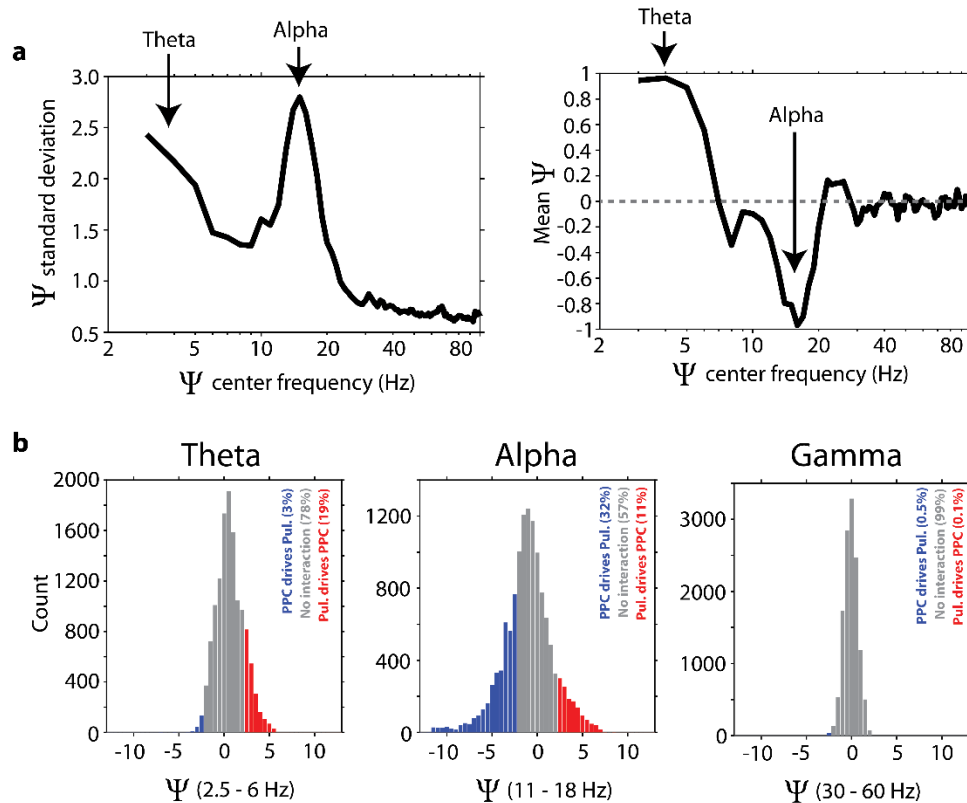 a
Theta
Alpha
3.0
2.5
2.0
1.5
1.0
0.5
2
5
10
20
40
80
Ψ standard deviation
Ψ center frequency (Hz)
Theta
Alpha
1
0.8
0.6
0.4
0.2
0
-0.2
-0.4
-0.6
-0.8
-1
2
5
10
20
40
80
Mean Ψ
Ψ center frequency (Hz)
b
Theta
2000
1600
1200
800
400
0
Count
-10
-5
0
5
10
PPC drives Pul. (3%)
No interaction (78%)
Pul. drives PPC (19%)
Ψ (2.5 - 6 Hz)
Alpha
1200
800
400
0
-10
-5
0
5
10
PPC drives Pul. (32%)
No interaction (57%)
Pul. drives PPC (11%)
Ψ (11 - 18 Hz)
Gamma
3000
2000
1000
0
-10
-5
0
5
10
PPC drives Pul. (0.5%)
No interaction (99%)
Pul. drives PPC (0.1%)
Ψ (30 - 60 Hz)